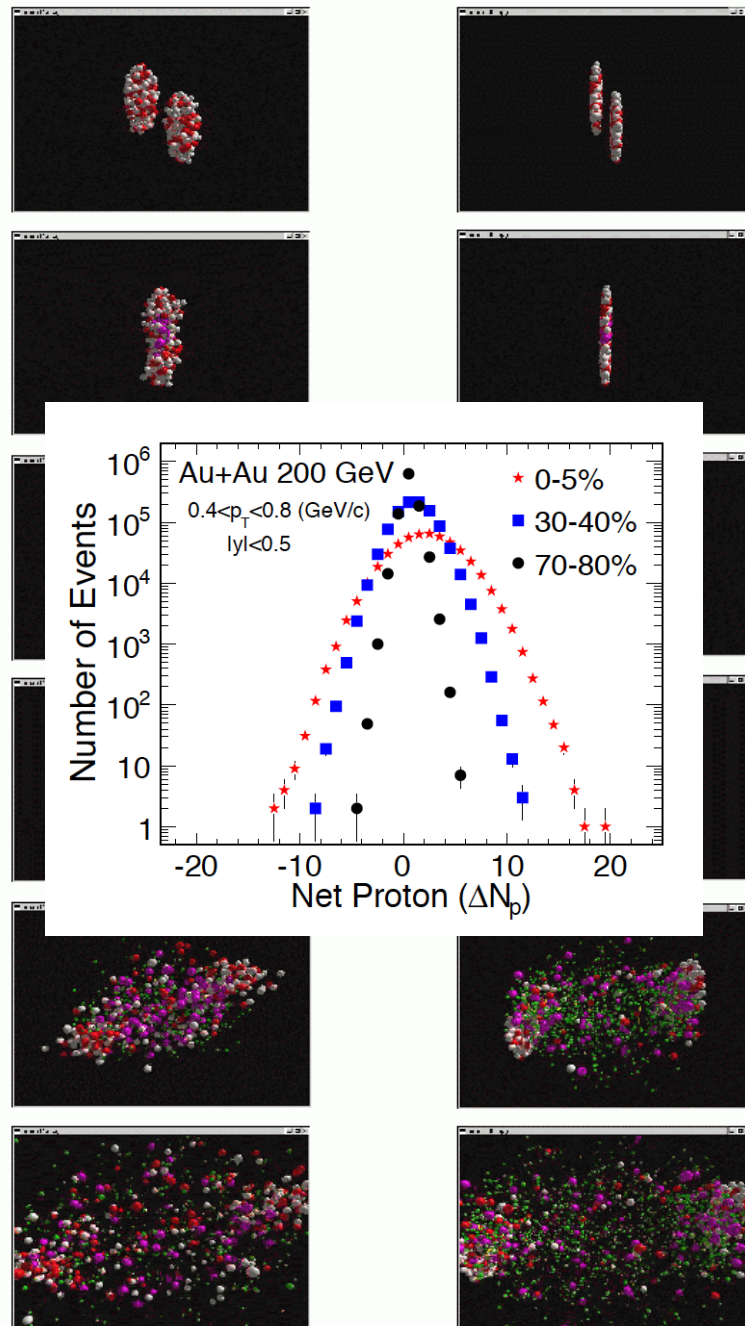 Au+Au 200 GeV
0.4<p_T<0.8 (GeV/c)
|y|<0.5
0-5%
30-40%
70-80%
Number of Events
10^6
10^5
10^4
10^3
10^2
10
1
-20 -10 0 10 20
Net Proton (ΔN_p)